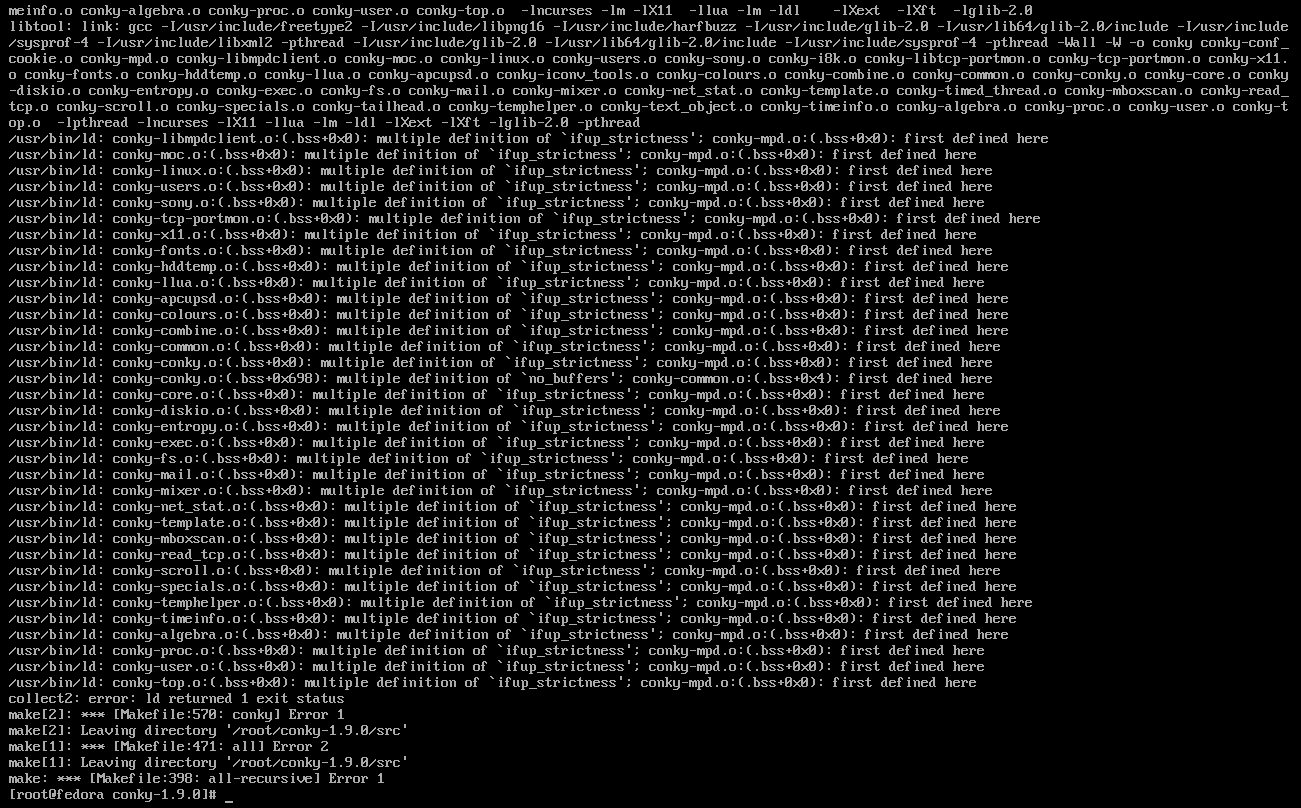 meinfo.o conky-algebra.o conky-proc.o conky-user.o conky-top.o  -lncurses -lm -lX11  -llua -lm -ldl    -lXext  -lXft  -lglib-2.0
libtool: link: gcc -I/usr/include/freetype2 -I/usr/include/libpng16 -I/usr/include/harfbuzz -I/usr/include/glib-2.0 -I/usr/lib64/glib-2.0/include -I/usr/include
/sysprof-4 -I/usr/include/libxml2 -pthread -I/usr/include/glib-2.0 -I/usr/lib64/glib-2.0/include -I/usr/include/sysprof-4 -pthread -Wall -W -o conky conky-conf_
cookie.o conky-mpd.o conky-libmpdclient.o conky-moc.o conky-linux.o conky-users.o conky-sony.o conky-i8k.o conky-libtcp-portmon.o conky-tcp-portmon.o conky-x11.
o conky-fonts.o conky-hddtemp.o conky-llua.o conky-apcupsd.o conky-iconv_tools.o conky-colours.o conky-combine.o conky-common.o conky-conky.o conky-core.o conky
-diskio.o conky-entropy.o conky-exec.o conky-fs.o conky-mail.o conky-mixer.o conky-net_stat.o conky-template.o conky-timed_thread.o conky-mboxscan.o conky-read_
tcp.o conky-scroll.o conky-specials.o conky-tailhead.o conky-temphelper.o conky-text_object.o conky-timeinfo.o conky-algebra.o conky-proc.o conky-user.o conky-t
op.o  -lpthread -lncurses -lX11 -llua -lm -ldl -lXext -lXft -lglib-2.0 -pthread
/usr/bin/ld: conky-libmpdclient.o:(.bss+0x0): multiple definition of `ifup_strictness'; conky-mpd.o:(.bss+0x0): first defined here
/usr/bin/ld: conky-moc.o:(.bss+0x0): multiple definition of `ifup_strictness'; conky-mpd.o:(.bss+0x0): first defined here
/usr/bin/ld: conky-linux.o:(.bss+0x0): multiple definition of `ifup_strictness'; conky-mpd.o:(.bss+0x0): first defined here
/usr/bin/ld: conky-users.o:(.bss+0x0): multiple definition of `ifup_strictness'; conky-mpd.o:(.bss+0x0): first defined here
/usr/bin/ld: conky-sony.o:(.bss+0x0): multiple definition of `ifup_strictness'; conky-mpd.o:(.bss+0x0): first defined here
/usr/bin/ld: conky-tcp-portmon.o:(.bss+0x0): multiple definition of `ifup_strictness'; conky-mpd.o:(.bss+0x0): first defined here
/usr/bin/ld: conky-x11.o:(.bss+0x0): multiple definition of `ifup_strictness'; conky-mpd.o:(.bss+0x0): first defined here
/usr/bin/ld: conky-fonts.o:(.bss+0x0): multiple definition of `ifup_strictness'; conky-mpd.o:(.bss+0x0): first defined here
/usr/bin/ld: conky-hddtemp.o:(.bss+0x0): multiple definition of `ifup_strictness'; conky-mpd.o:(.bss+0x0): first defined here
/usr/bin/ld: conky-llua.o:(.bss+0x0): multiple definition of `ifup_strictness'; conky-mpd.o:(.bss+0x0): first defined here
/usr/bin/ld: conky-apcupsd.o:(.bss+0x0): multiple definition of `ifup_strictness'; conky-mpd.o:(.bss+0x0): first defined here
/usr/bin/ld: conky-colours.o:(.bss+0x0): multiple definition of `ifup_strictness'; conky-mpd.o:(.bss+0x0): first defined here
/usr/bin/ld: conky-combine.o:(.bss+0x0): multiple definition of `ifup_strictness'; conky-mpd.o:(.bss+0x0): first defined here
/usr/bin/ld: conky-common.o:(.bss+0x0): multiple definition of `ifup_strictness'; conky-mpd.o:(.bss+0x0): first defined here
/usr/bin/ld: conky-conky.o:(.bss+0x0): multiple definition of `ifup_strictness'; conky-mpd.o:(.bss+0x0): first defined here
/usr/bin/ld: conky-conky.o:(.bss+0x698): multiple definition of `no_buffers'; conky-common.o:(.bss+0x4): first defined here
/usr/bin/ld: conky-core.o:(.bss+0x0): multiple definition of `ifup_strictness'; conky-mpd.o:(.bss+0x0): first defined here
/usr/bin/ld: conky-diskio.o:(.bss+0x0): multiple definition of `ifup_strictness'; conky-mpd.o:(.bss+0x0): first defined here
/usr/bin/ld: conky-entropy.o:(.bss+0x0): multiple definition of `ifup_strictness'; conky-mpd.o:(.bss+0x0): first defined here
/usr/bin/ld: conky-exec.o:(.bss+0x0): multiple definition of `ifup_strictness'; conky-mpd.o:(.bss+0x0): first defined here
/usr/bin/ld: conky-fs.o:(.bss+0x0): multiple definition of `ifup_strictness'; conky-mpd.o:(.bss+0x0): first defined here
/usr/bin/ld: conky-mail.o:(.bss+0x0): multiple definition of `ifup_strictness'; conky-mpd.o:(.bss+0x0): first defined here
/usr/bin/ld: conky-mixer.o:(.bss+0x0): multiple definition of `ifup_strictness'; conky-mpd.o:(.bss+0x0): first defined here
/usr/bin/ld: conky-net_stat.o:(.bss+0x0): multiple definition of `ifup_strictness'; conky-mpd.o:(.bss+0x0): first defined here
/usr/bin/ld: conky-template.o:(.bss+0x0): multiple definition of `ifup_strictness'; conky-mpd.o:(.bss+0x0): first defined here
/usr/bin/ld: conky-mboxscan.o:(.bss+0x0): multiple definition of `ifup_strictness'; conky-mpd.o:(.bss+0x0): first defined here
/usr/bin/ld: conky-read_tcp.o:(.bss+0x0): multiple definition of `ifup_strictness'; conky-mpd.o:(.bss+0x0): first defined here
/usr/bin/ld: conky-scroll.o:(.bss+0x0): multiple definition of `ifup_strictness'; conky-mpd.o:(.bss+0x0): first defined here
/usr/bin/ld: conky-specials.o:(.bss+0x0): multiple definition of `ifup_strictness'; conky-mpd.o:(.bss+0x0): first defined here
/usr/bin/ld: conky-temphelper.o:(.bss+0x0): multiple definition of `ifup_strictness'; conky-mpd.o:(.bss+0x0): first defined here
/usr/bin/ld: conky-timeinfo.o:(.bss+0x0): multiple definition of `ifup_strictness'; conky-mpd.o:(.bss+0x0): first defined here
/usr/bin/ld: conky-algebra.o:(.bss+0x0): multiple definition of `ifup_strictness'; conky-mpd.o:(.bss+0x0): first defined here
/usr/bin/ld: conky-proc.o:(.bss+0x0): multiple definition of `ifup_strictness'; conky-mpd.o:(.bss+0x0): first defined here
/usr/bin/ld: conky-user.o:(.bss+0x0): multiple definition of `ifup_strictness'; conky-mpd.o:(.bss+0x0): first defined here
/usr/bin/ld: conky-top.o:(.bss+0x0): multiple definition of `ifup_strictness'; conky-mpd.o:(.bss+0x0): first defined here
collect2: error: ld returned 1 exit status
make[2]: *** [Makefile:570: conky] Error 1
make[2]: Leaving directory '/root/conky-1.9.0/src'
make[1]: *** [Makefile:471: all] Error 2
make[1]: Leaving directory '/root/conky-1.9.0/src'
make: *** [Makefile:398: all-recursive] Error 1
[root@fedora conky-1.9.0]# _